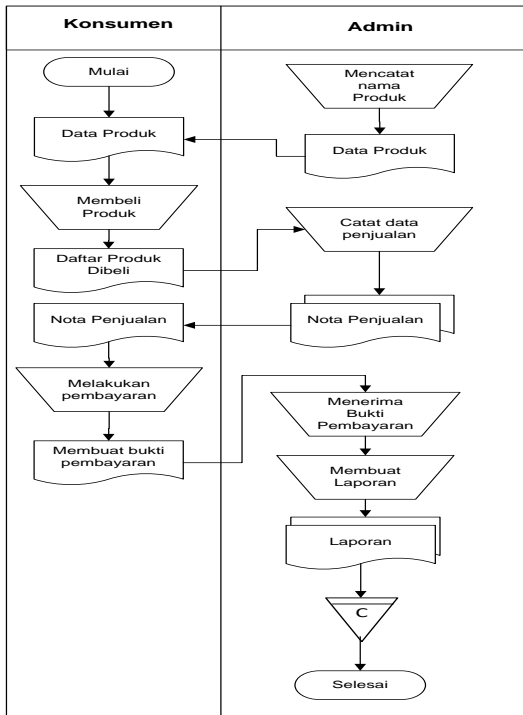 Konsumen
Admin
Mulai
Mencatat
nama
Produk
Data Produk
Data Produk
Membeli
Produk
Catat data
penjualan
Daftar Produk
Dibeli
Nota Penjualan
Nota Penjualan
Melakukan
pembayaran
Menerima
Bukti
Pembayaran
Membuat bukti
pembayaran
Membuat
Laporan
Laporan
C
Selesai